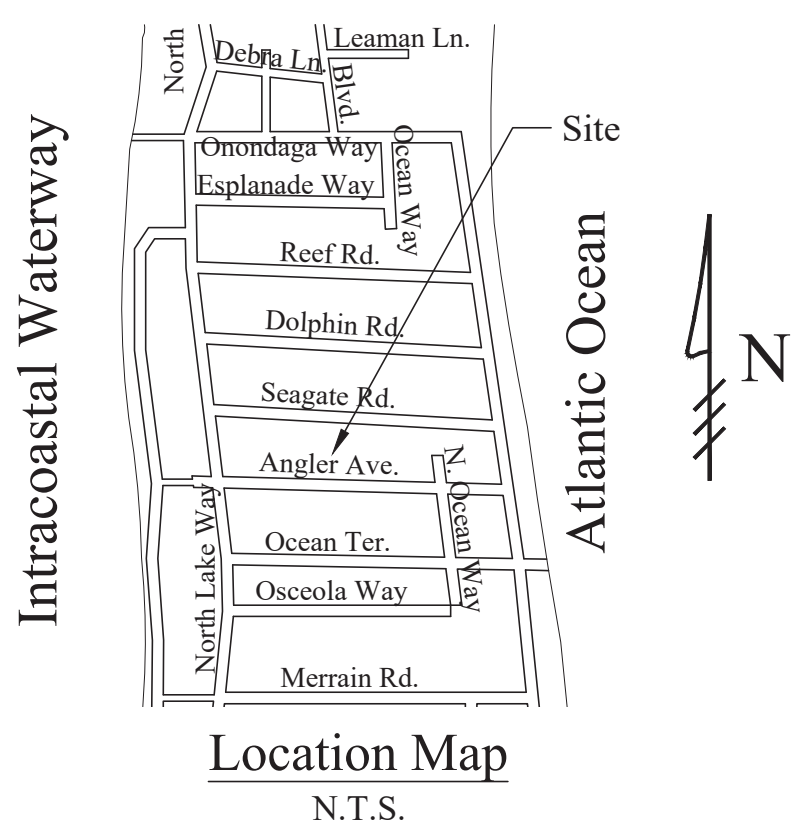 Leaman Ln.
North
Debra Ln.
Blvd.
Site
Onondaga Way
Ocean Way
Esplanade Way
Intracoastal Waterway
Reef Rd.
Atlantic Ocean
Dolphin Rd.
N
Seagate Rd.
Angler Ave.
N. Ocean Way
North Lake Way
Ocean Ter.
Osceola Way
Merrain Rd.
Location Map
N.T.S.